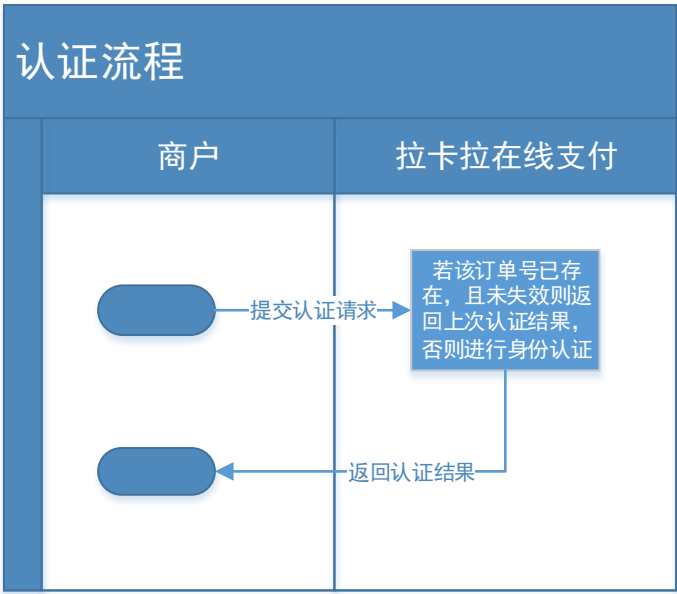 认证流程
商户
拉卡拉在线支付
若该订单号已存
在，且未失效则返
回上次认证结果，
否则进行身份认证
提交认证请求
返回认证结果